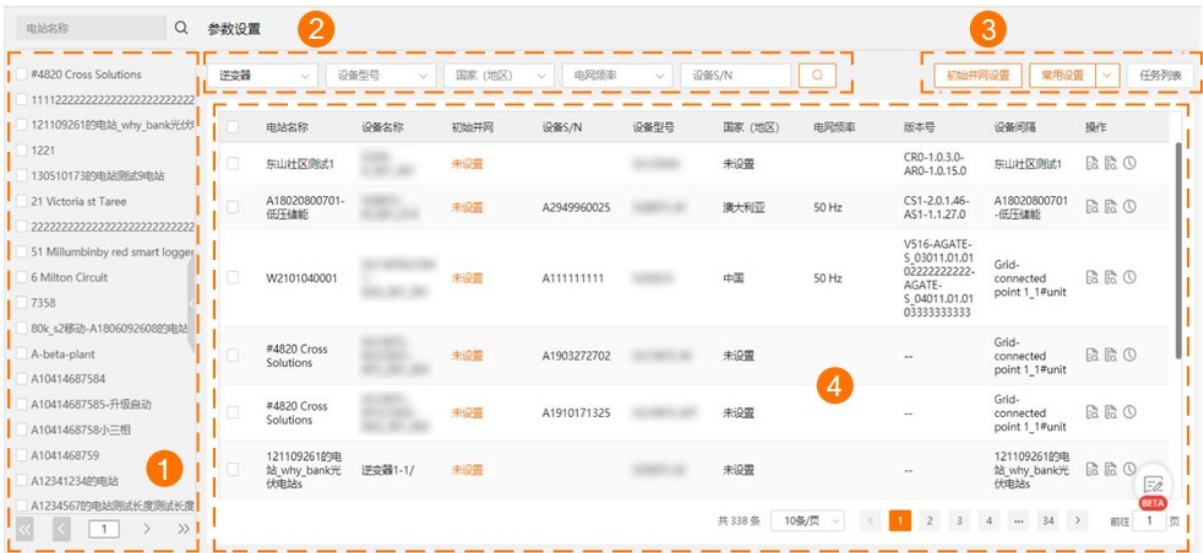 电站名称
参数设置
2
3
#4820 Cross Solutions
1111222222222222222222222222
121109261的电站_why_bank光伏电
1221
130510173的电站测试9电站
21 Victoria st Taree
2222222222222222222222222222
51 Millumbinby red smart logger
6 Milton Circuit
7358
80k_s2移动-A1806092608的电站
A-beta-plant
A10414687584
A10414687585-升级自动
A1041468758小三相
A1041468759
A12341234的电站
A1234567的电站测试长度测试长度
1
1
逆变器 设备型号 国家（地区） 电网频率 设备S/N
初始并网设置 常用设置 任务列表
电站名称 设备名称 初始并网 设备S/N 设备型号 国家（地区） 电网频率 版本号 设备间隔 操作
东山社区测试1 未设置 未设置 CR0-1.0.3.0-
AR0-1.0.15.0 东山社区测试1
A18020800701-
低压储能 未设置 A2949960025 澳大利亚 50 Hz CS1-2.0.1.46-
AS1-1.1.27.0 A18020800701
-低压储能
W2101040001 未设置 A111111111 中国 50 Hz
V516-AGATE-
S_03011.01.01
02222222222-
AGATE-
S_04011.01.01
03333333333
Grid-
connected
point 1_1#unit
#4820 Cross
Solutions 未设置 A1903272702 未设置 --
Grid-
connected
point 1_1#unit
4
#4820 Cross
Solutions 未设置 A1910171325 未设置 --
Grid-
connected
point 1_1#unit
121109261的电
站_why_bank光
伏电站s 逆变器1-1/ 未设置 未设置 --
121109261的电
站_why_bank光
伏电站s
BETA
共 338 条 10条/页 1 2 3 4 ••• 34 前往 1 页